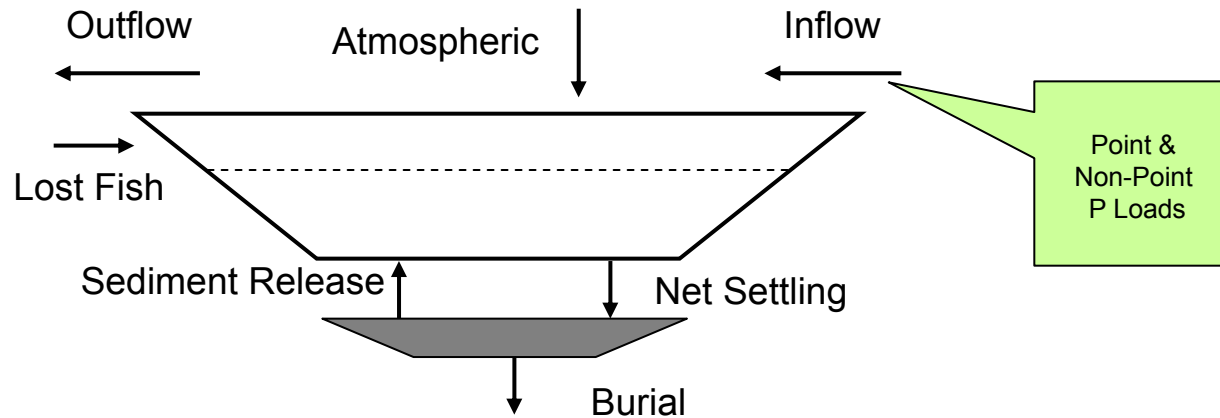 Outflow
Atmospheric
Inflow
Lost Fish
Point &
Non-Point
P Loads
Sediment Release
Net Settling
Burial